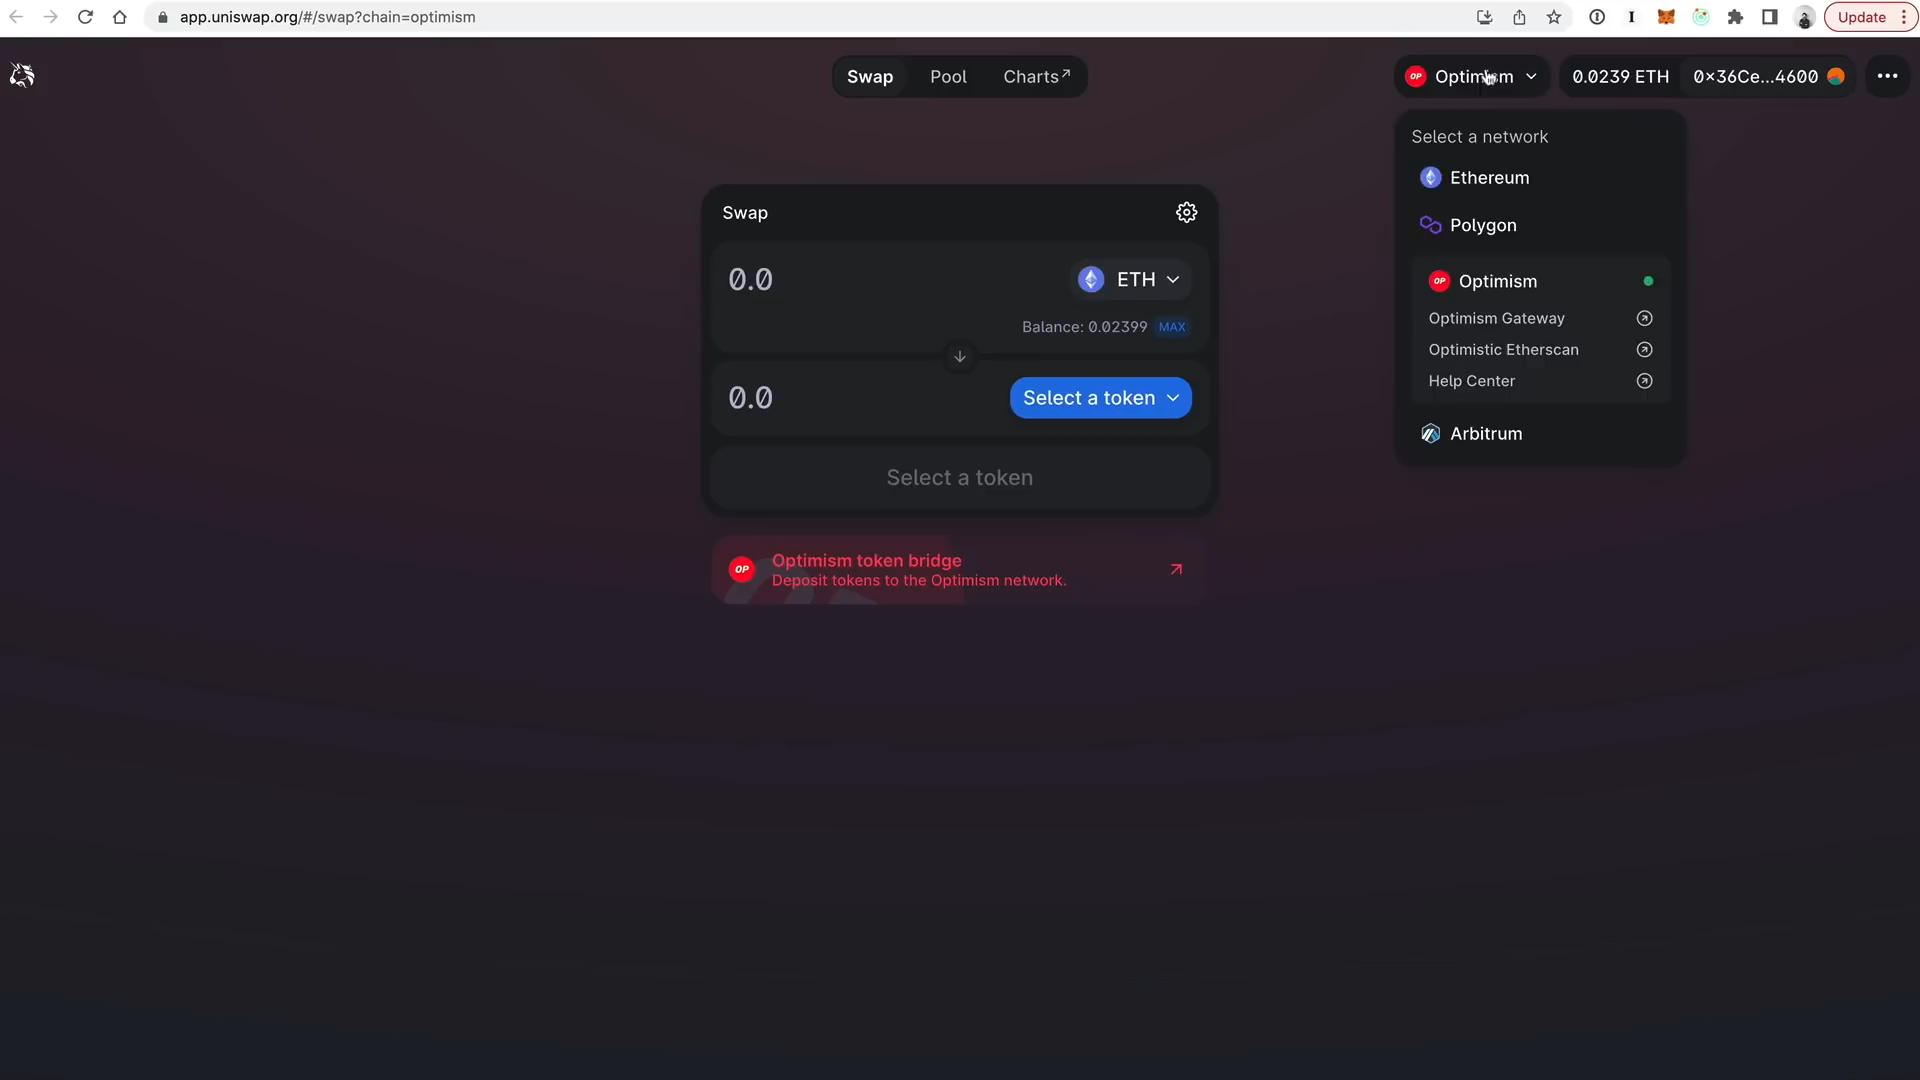 app.uniswap.org/#/swap?chain=optimism
Update
Swap
Pool
Charts↗
OP
Optimism
0.0239 ETH
0x36Ce...4600
Select a network
Ethereum
Polygon
OP Optimism
Optimism Gateway
Optimistic Etherscan
Help Center
Arbitrum
Swap
0.0
ETH
Balance: 0.02399 MAX
0.0
Select a token
Select a token
OP
Optimism token bridge
Deposit tokens to the Optimism network.